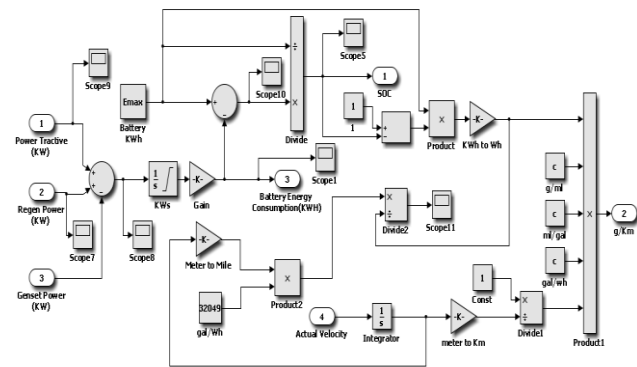 Scope9
1
Power Tractive
(KW)
2
Regen Power
(KW)
Scope7
3
Genset Power
(KW)
Scope8
Emax
Battery
KWh
1
s
KWs
-K-
Gain
Scope10
÷
x
Divide
Scope5
1
SOC
1
1
x
Product
-K-
KWh to Wh
Scope1
3
Battery Energy
Consumption(KWH)
x
÷
Divide2
Scope11
-K-
Meter to Mile
32049
gal/Wh
x
Product2
4
Actual Velocity
1
s
Integrator
-K-
meter to Km
1
Const
x
÷
Divide1
c
g/ml
c
ml/gal
c
gal/wh
x
Product1
2
g/Km